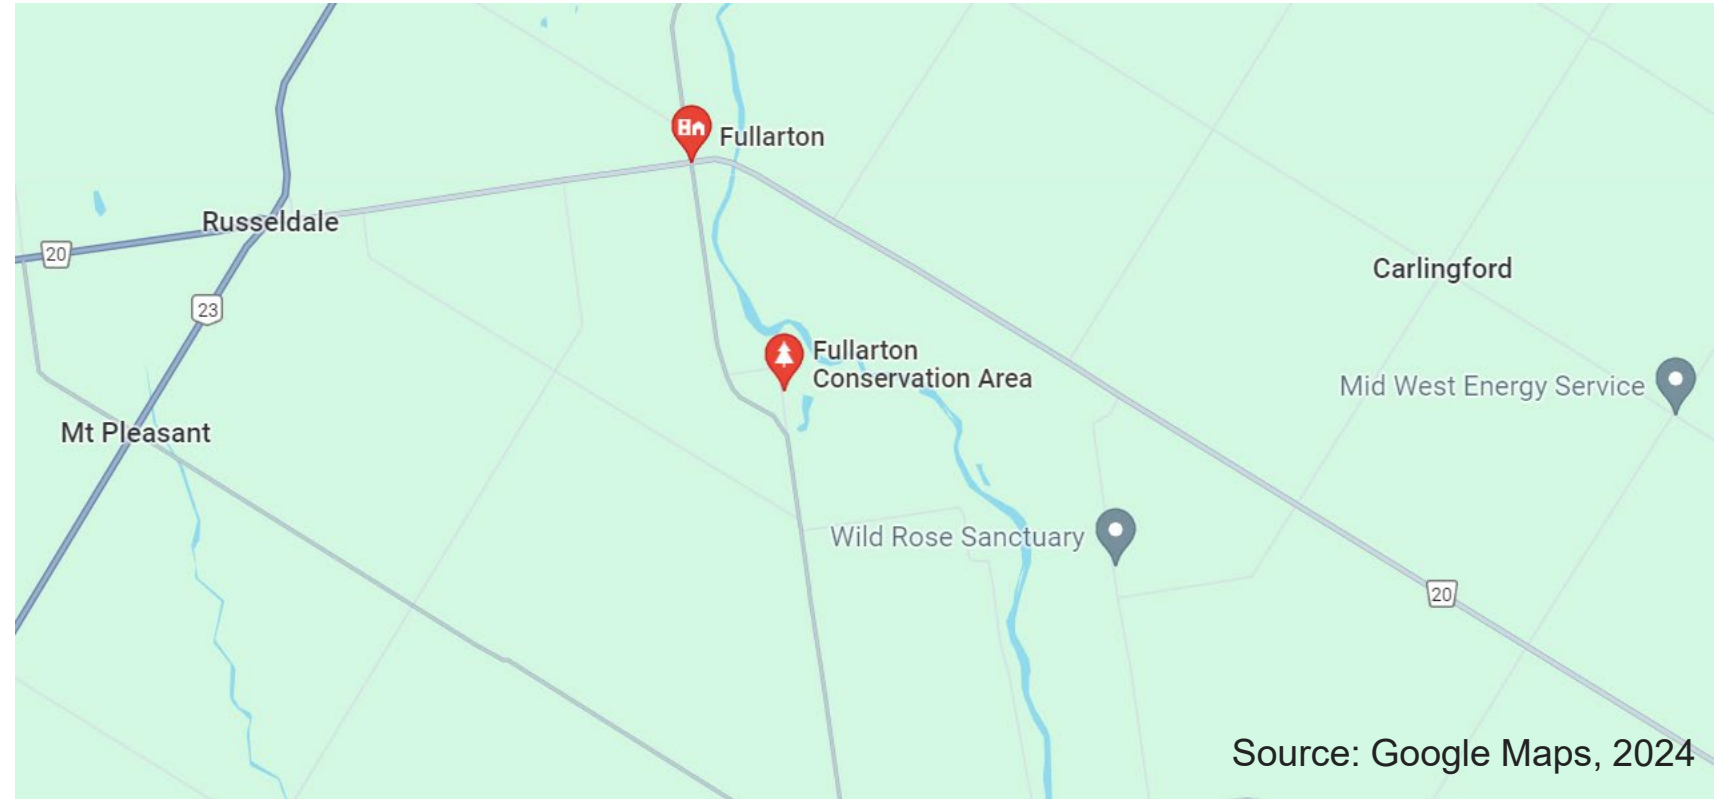 Fullarton
Russeldale
20
Carlingford
23
Fullarton
Conservation Area
Mid West Energy Service
Mt Pleasant
Wild Rose Sanctuary
20
Source: Google Maps, 2024